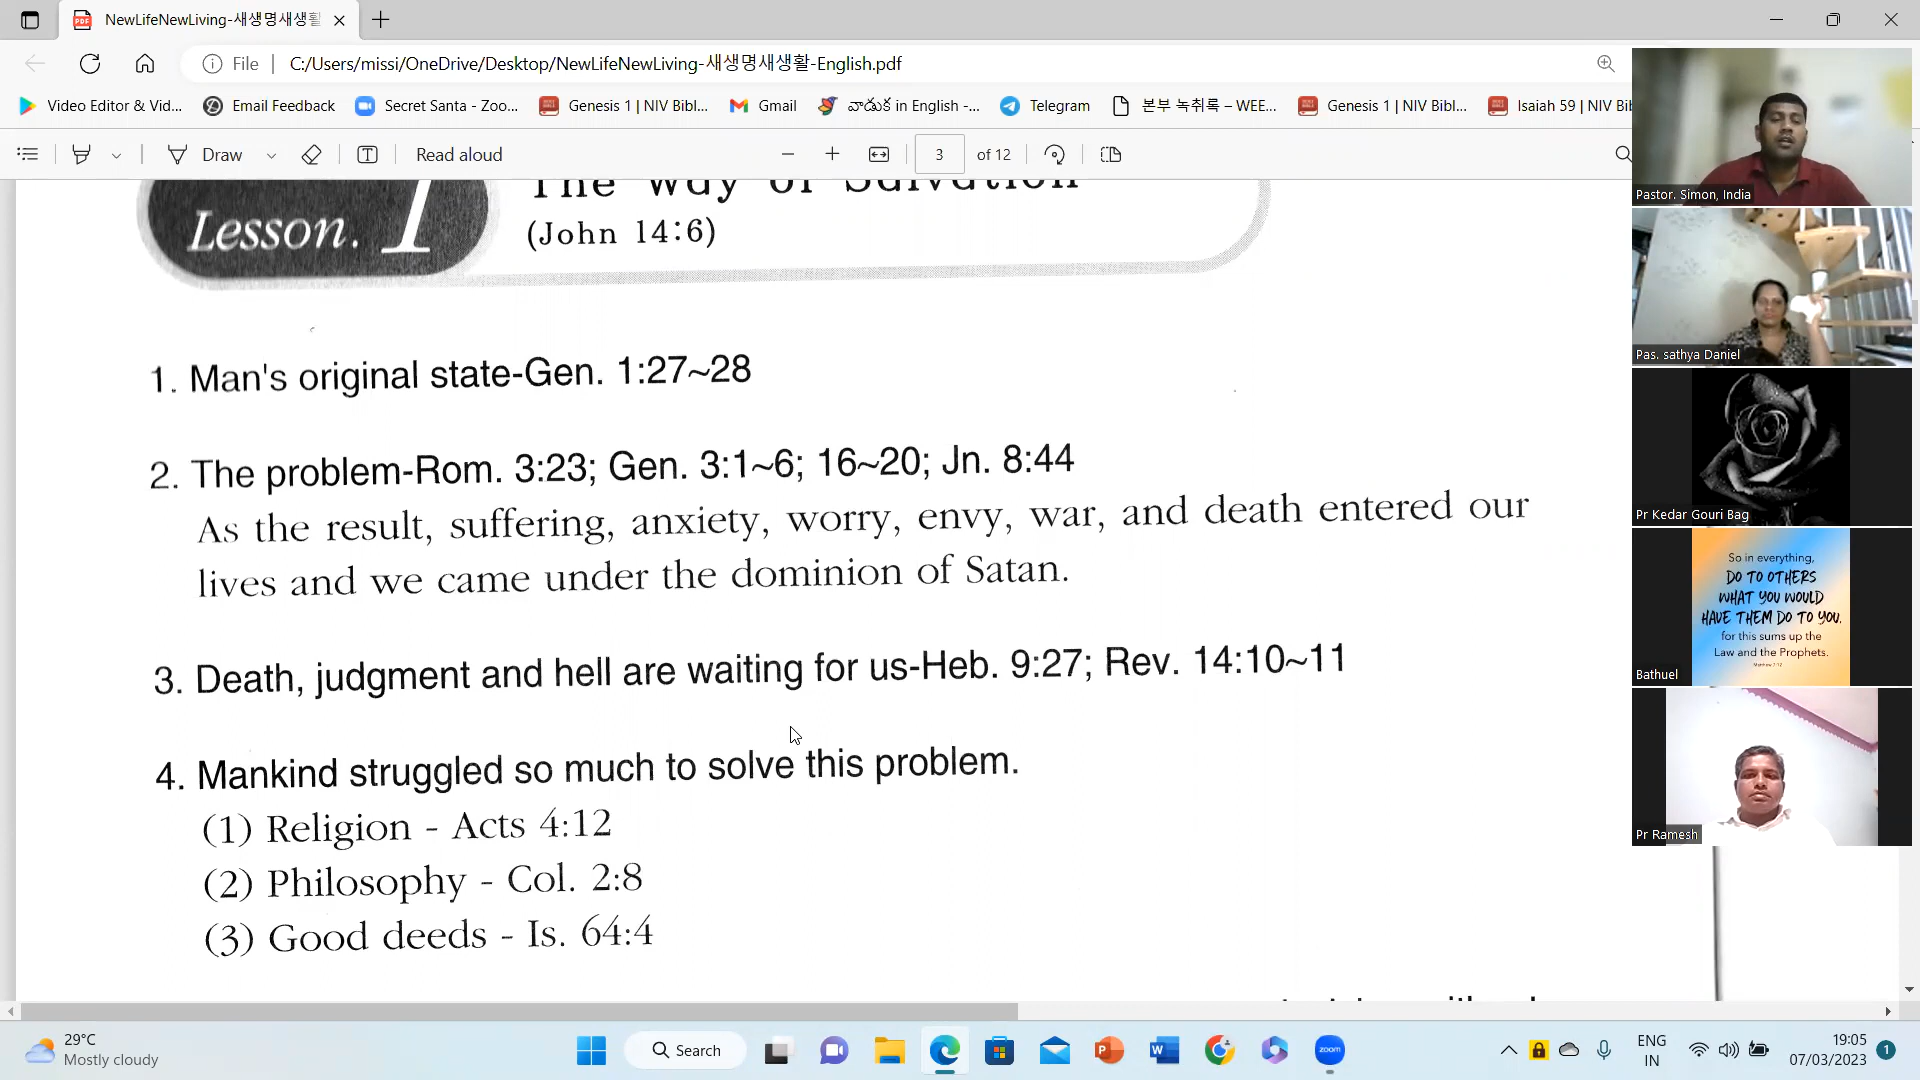 NewLifeNewLiving-새생명새생활
File
C:/Users/missi/OneDrive/Desktop/NewLifeNewLiving-새생명새생활-English.pdf
Video Editor & Vid...
Email Feedback
Secret Santa - Zoo...
Genesis 1 | NIV Bibl...
Gmail
వాడుక in English -...
Telegram
본부 녹취록 – WEE...
Genesis 1 | NIV Bibl...
Isaiah 59 | NIV Bi
Draw
Read aloud
3
of 12
Lesson. 1
The Way of Salvation
(John 14:6)
1. Man's original state-Gen. 1:27~28
2. The problem-Rom. 3:23; Gen. 3:1~6; 16~20; Jn. 8:44
As the result, suffering, anxiety, worry, envy, war, and death entered our
lives and we came under the dominion of Satan.
3. Death, judgment and hell are waiting for us-Heb. 9:27; Rev. 14:10~11
4. Mankind struggled so much to solve this problem.
(1) Religion - Acts 4:12
(2) Philosophy - Col. 2:8
(3) Good deeds - Is. 64:4
Pastor. Simon, India
Pas. sathya Daniel
Pr Kedar Gouri Bag
So in everything,
DO TO OTHERS
WHAT YOU WOULD
HAVE THEM DO TO YOU.
for this sums up the
Law and the Prophets.
Matthew 7:12
Bathuel
Pr Ramesh
29°C
Mostly cloudy
Search
zoom
ENG
IN
19:05
07/03/2023
1